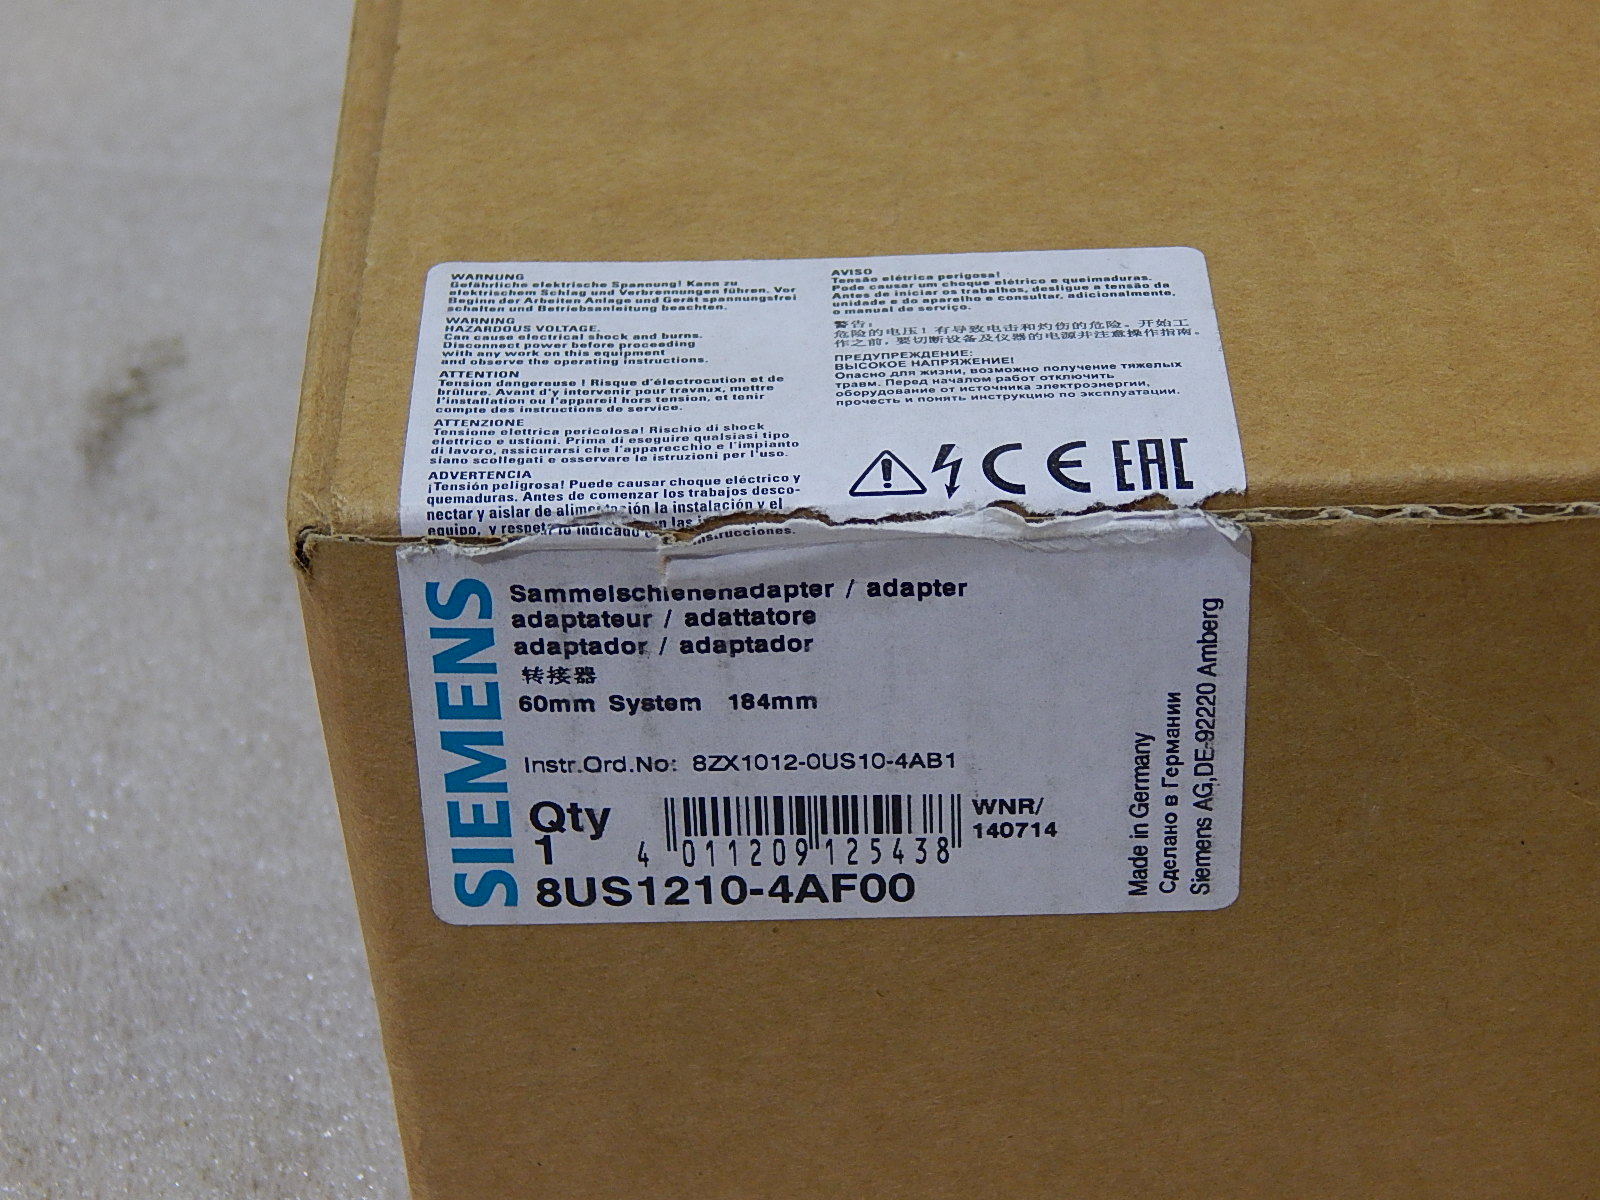 WARNUNG
Gefährliche elektrische Spannung! Kann zu
elektrischem Schlag und Verbrennungen führen. Vor
Beginn der Arbeiten Anlage und Gerät spannungsfrei
schalten und Betriebsanleitung beachten.
WARNING
HAZARDOUS VOLTAGE.
Can cause electrical shock and burns.
Disconnect power before proceeding
with any work on this equipment
and observe the operating instructions.
ATTENTION
Tension dangereuse ! Risque d'électrocution et de
brûlure. Avant d'y intervenir pour travaux, mettre
l'installation ou l'appareil hors tension, et tenir
compte des instructions de service.
ATTENZIONE
Tensione elettrica pericolosa! Rischio di shock
elettrico e ustioni. Prima di eseguire qualsiasi tipo
di lavoro, assicurarsi che l'apparecchio e l'impianto
siano scollegati e osservare le istruzioni per l'uso.
ADVERTENCIA
¡Tensión peligrosa! Puede causar choque eléctrico y
quemaduras. Antes de comenzar los trabajos desco-
nectar y aislar de alimentación la instalación y el
equipo, y respetar lo indicado en las instrucciones.
AVISO
Tensão elétrica perigosa!
Pode causar um choque elétrico e queimaduras.
Antes de iniciar os trabalhos, desligue a tensão da
unidade e do aparelho e consultar, adicionalmente,
o manual de serviço.
警告:
危险的电压！有导致电击和灼伤的危险。开始工
作之前，要切断设备及仪器的电源并注意操作指南。
ПРЕДУПРЕЖДЕНИЕ:
ВЫСОКОЕ НАПРЯЖЕНИЕ!
Опасно для жизни, возможно получение тяжелых
травм. Перед началом работ отключить
оборудование от источника электроэнергии,
прочесть и понять инструкцию по эксплуатации.
CE EAC
SIEMENS
Sammelschienenadapter / adapter
adaptateur / adattatore
adaptador / adaptador
转接器
60mm System 184mm
Instr.Ord.No: 8ZX1012-0US10-4AB1
Qty
1
4 011209 125438
WNR/
140714
8US1210-4AF00
Made in Germany
Сделано в Германии
Siemens AG,DE-92220 Amberg